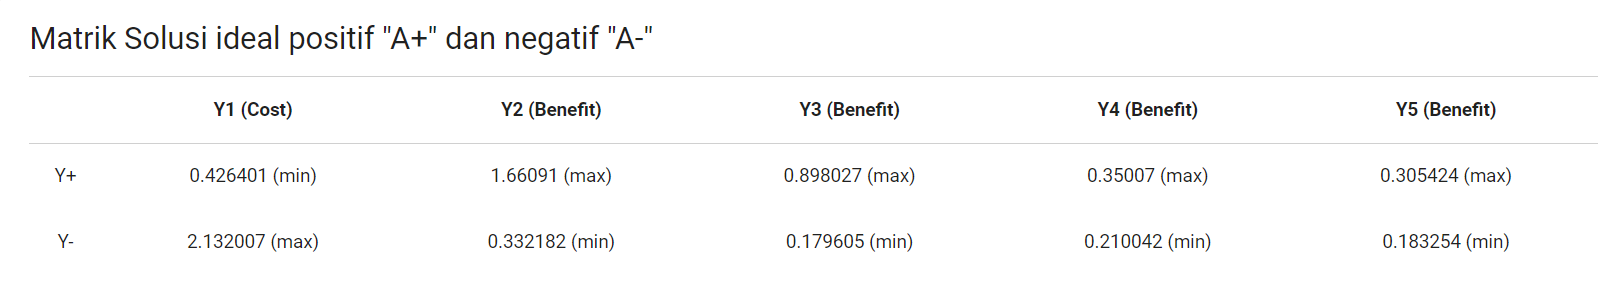 Matrik Solusi ideal positif "A+" dan negatif "A-"
Y1 (Cost) Y2 (Benefit) Y3 (Benefit) Y4 (Benefit) Y5 (Benefit)
Y+ 0.426401 (min) 1.66091 (max) 0.898027 (max) 0.35007 (max) 0.305424 (max)
Y- 2.132007 (max) 0.332182 (min) 0.179605 (min) 0.210042 (min) 0.183254 (min)